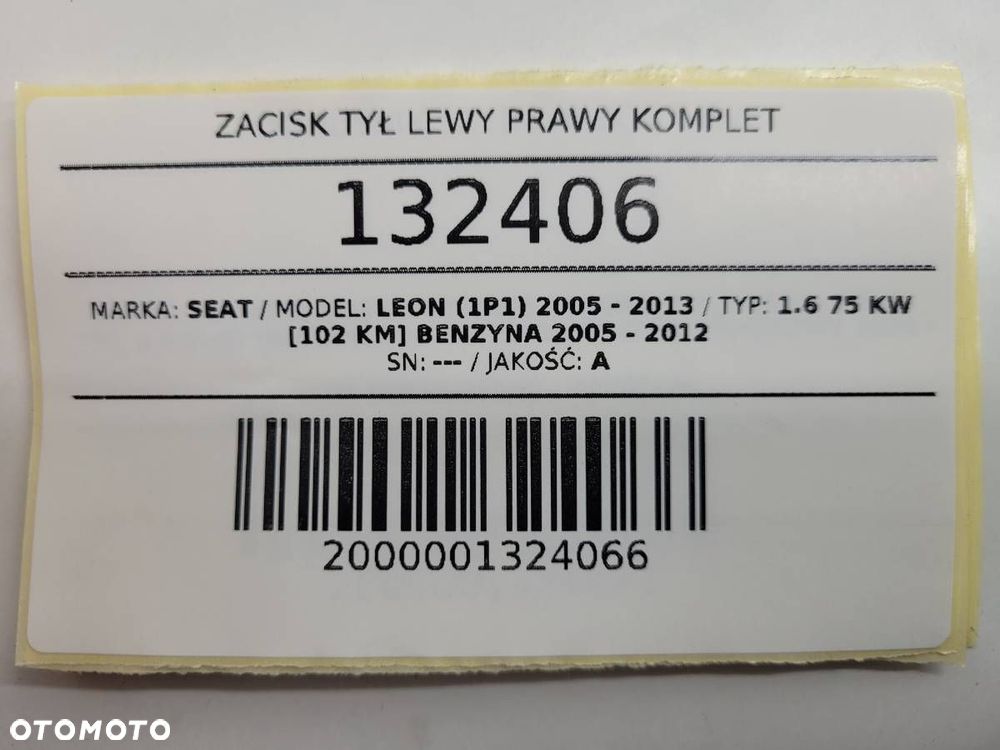 ZACISK TYŁ LEWY PRAWY KOMPLET
132406
MARKA: SEAT / MODEL: LEON (1P1) 2005 - 2013 / TYP: 1.6 75 KW
[102 KM] BENZYNA 2005 - 2012
SN: --- / JAKOŚĆ: A
2000001324066
OTOMOTO